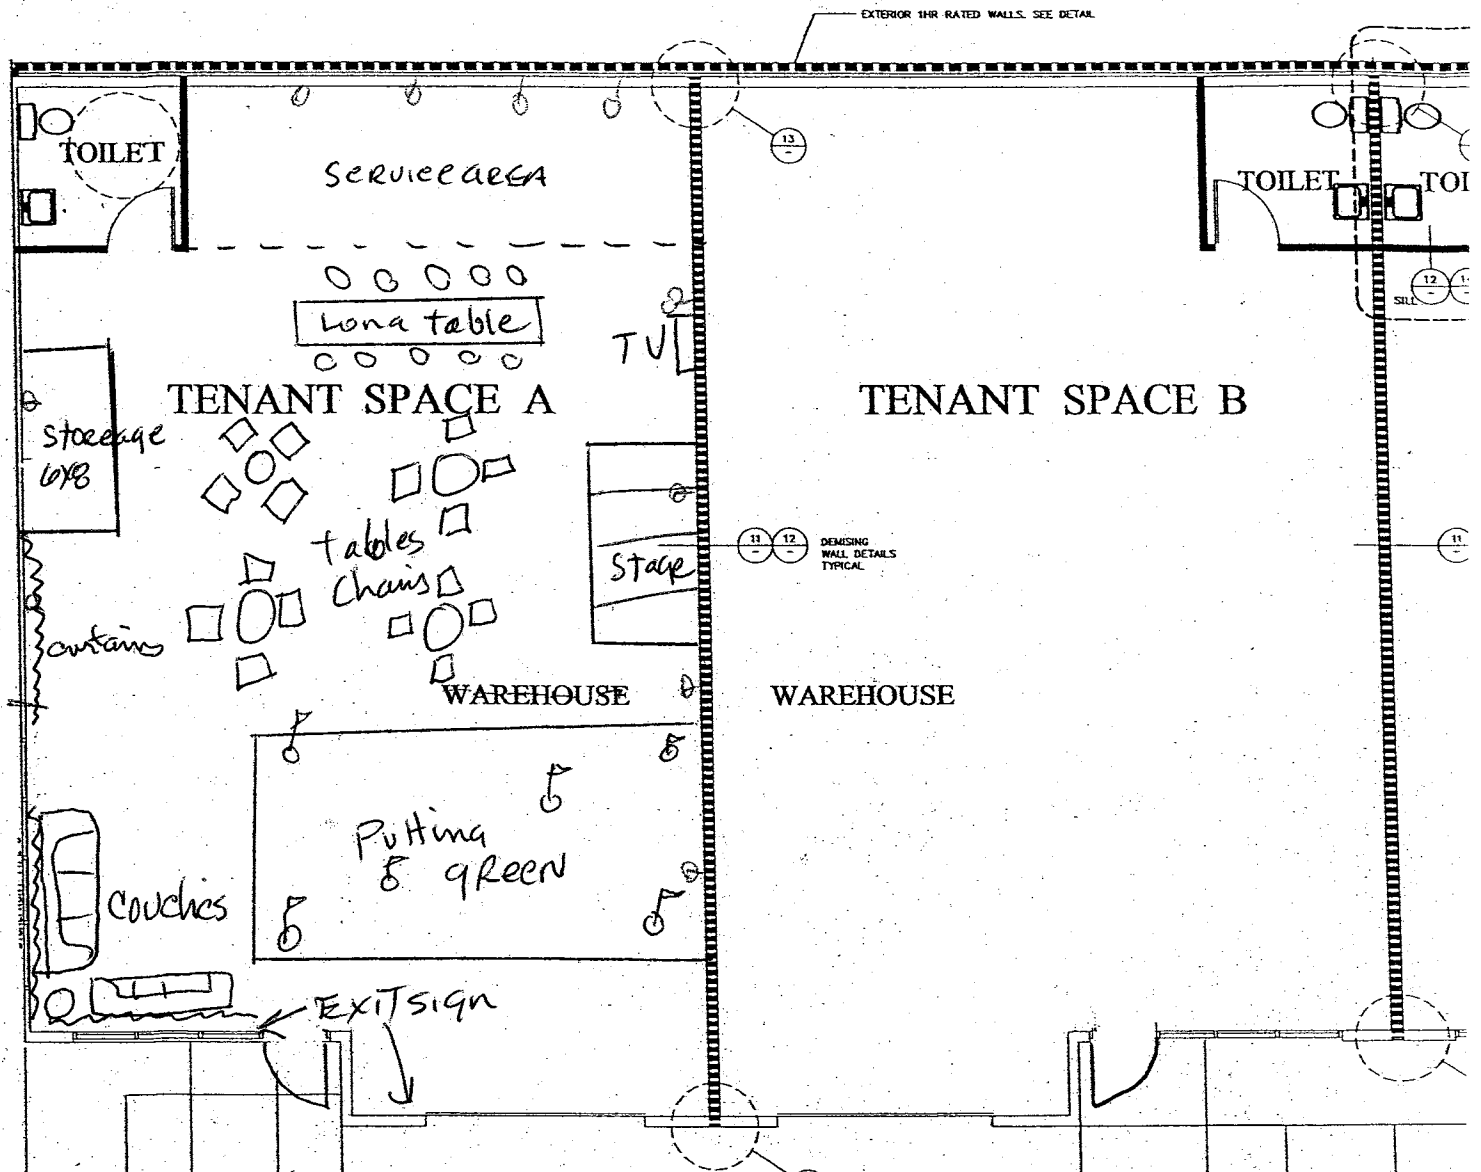 EXTERIOR 1HR RATED WALLS. SEE DETAIL
13
-
TOILET
Service area
TOILET
TOI
12
-
1
SILL
Long table
TV
TENANT SPACE A
TENANT SPACE B
Storeage
6x8
tables
Chairs
Stage
11
-
12
-
DEMISING
WALL DETAILS
TYPICAL
11
-
curtains
WAREHOUSE
WAREHOUSE
Putting
green
couches
EXIT sign